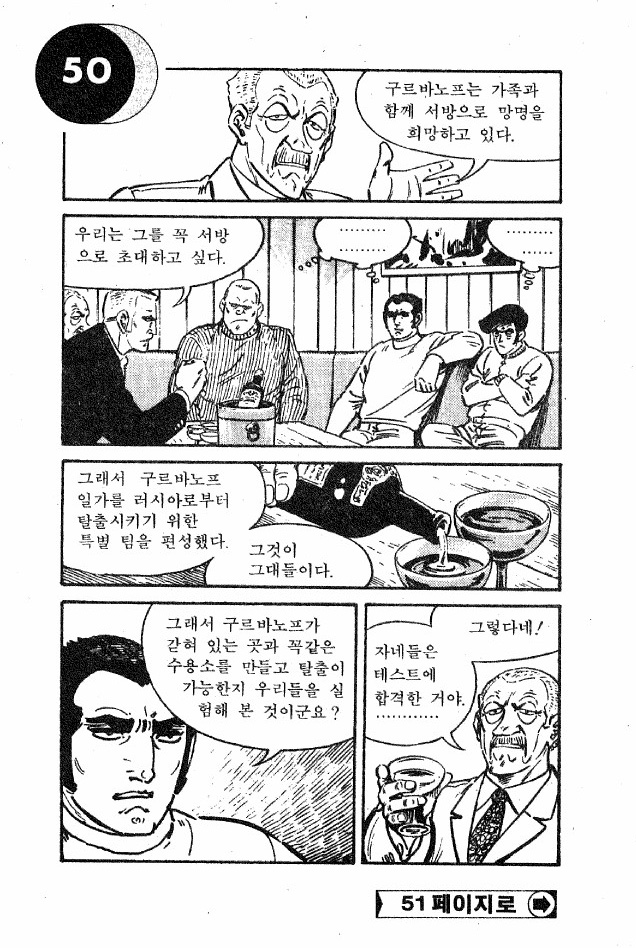 50
구르바노프는 가족과
함께 서방으로 망명을
희망하고 있다.
우리는 그를 꼭 서방
으로 초대하고 싶다.
…………
…………
…………
…………
그래서 구르바노프
일가를 러시아로부터
탈출시키기 위한
특별 팀을 편성했다.
그것이
그대들이다.
그래서 구르바노프가
갇혀 있는 곳과 꼭같은
수용소를 만들고 탈출이
가능한지 우리들을 실
험해 본 것이군요?
그렇다네!
자네들은
테스트에
합격한 거야.
…………
51페이지로